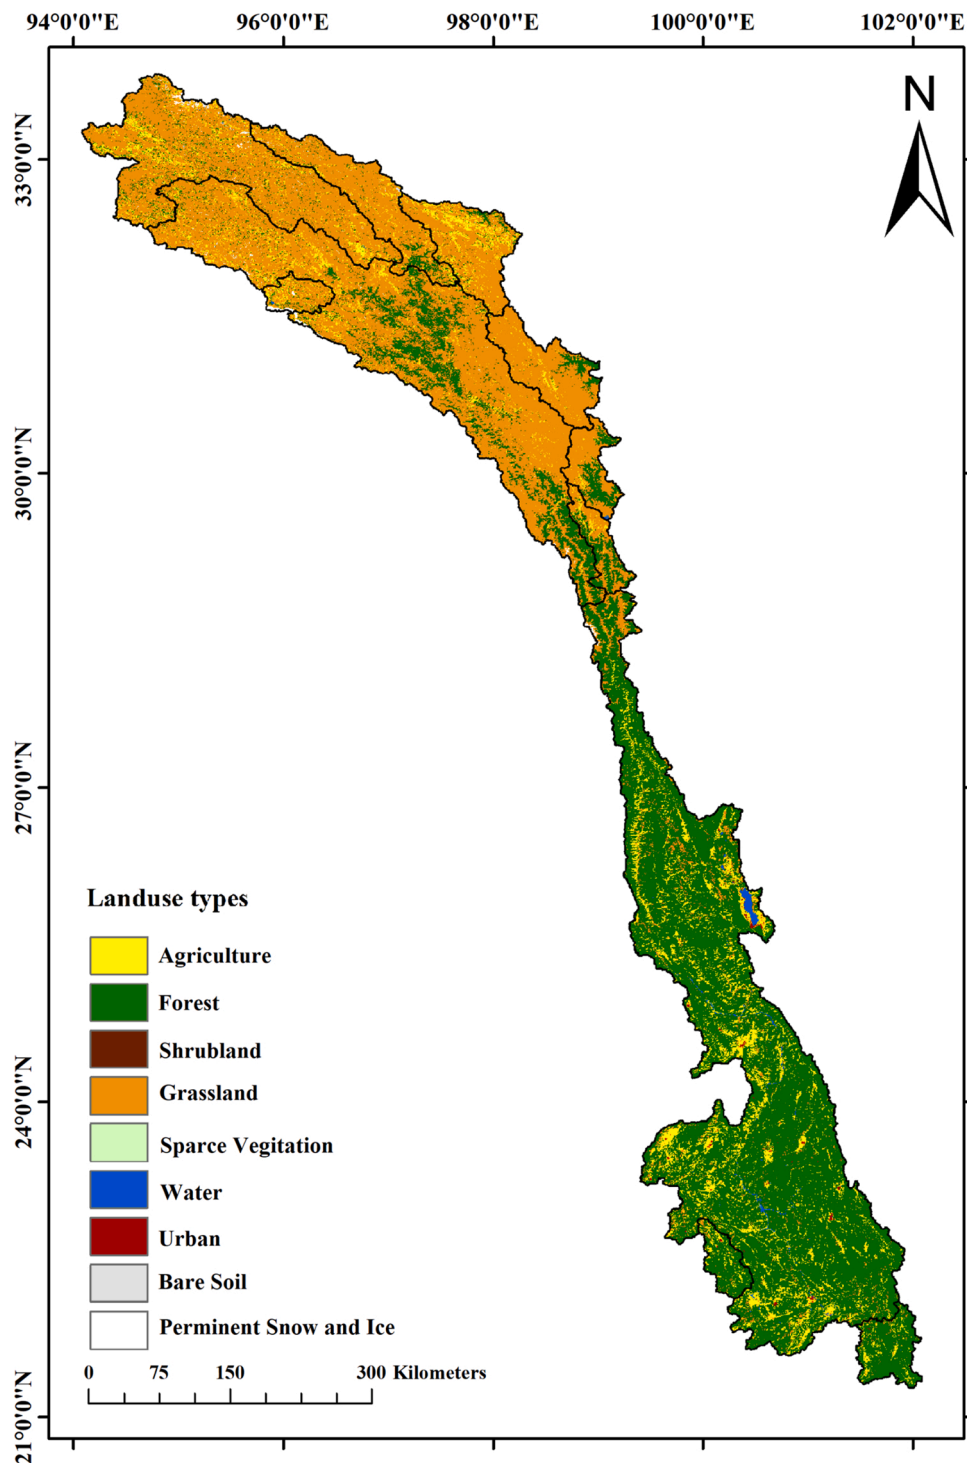 94°0'0"E 96°0'0"E 98°0'0"E 100°0'0"E 102°0'0"E
N
33°0'0"N
30°0'0"N
27°0'0"N
24°0'0"N
21°0'0"N
Landuse types
Agriculture
Forest
Shrubland
Grassland
Sparce Vegitation
Water
Urban
Bare Soil
Perminent Snow and Ice
0 75 150 300 Kilometers